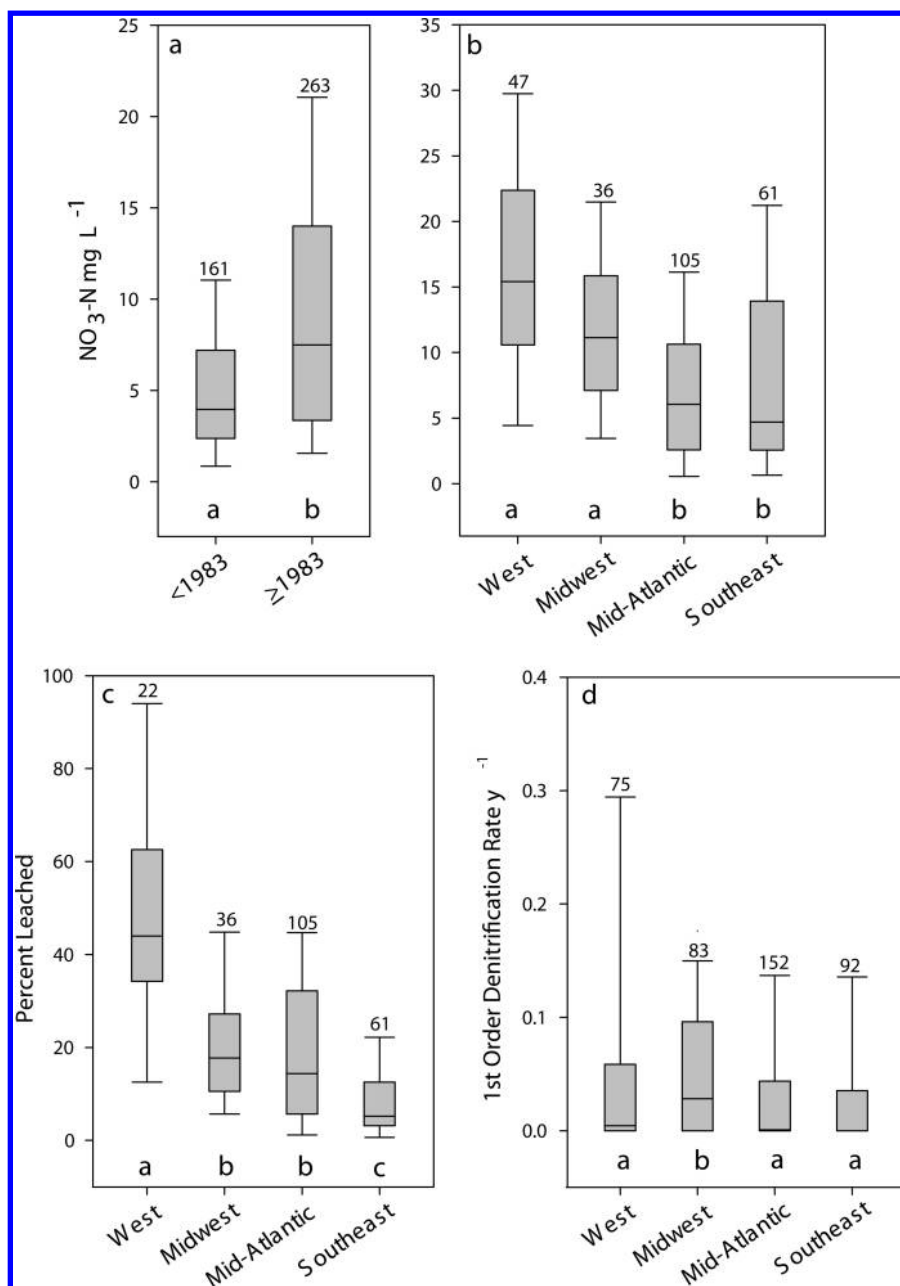 a
25
20
15
10
5
0
NO3-N mg L -1
161
263
a
b
<1983
≥1983
b
35
30
25
20
15
10
5
0
47
36
105
61
a
a
b
b
West
Midwest
Mid-Atlantic
Southeast
c
100
80
60
40
20
0
Percent Leached
22
36
105
61
a
b
b
c
West
Midwest
Mid-Atlantic
Southeast
d
0.4
0.3
0.2
0.1
0.0
1st Order Denitrification Rate y -1
75
83
152
92
a
b
a
a
West
Midwest
Mid-Atlantic
Southeast